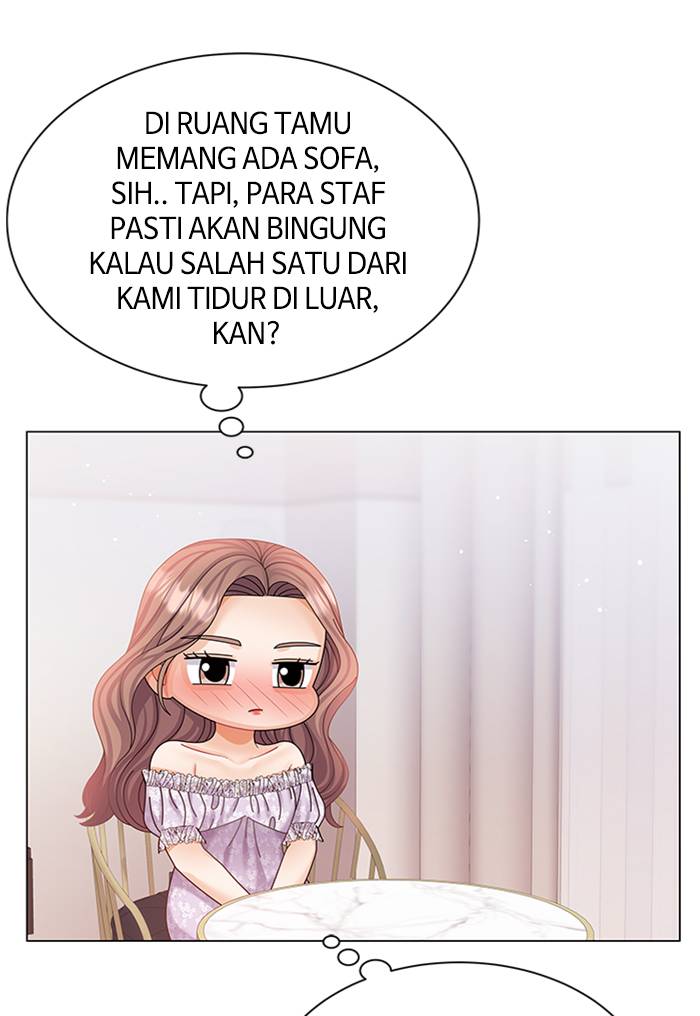 DI RUANG TAMU
MEMANG ADA SOFA,
SIH.. TAPI, PARA STAF
PASTI AKAN BINGUNG
KALAU SALAH SATU DARI
KAMI TIDUR DI LUAR,
KAN?